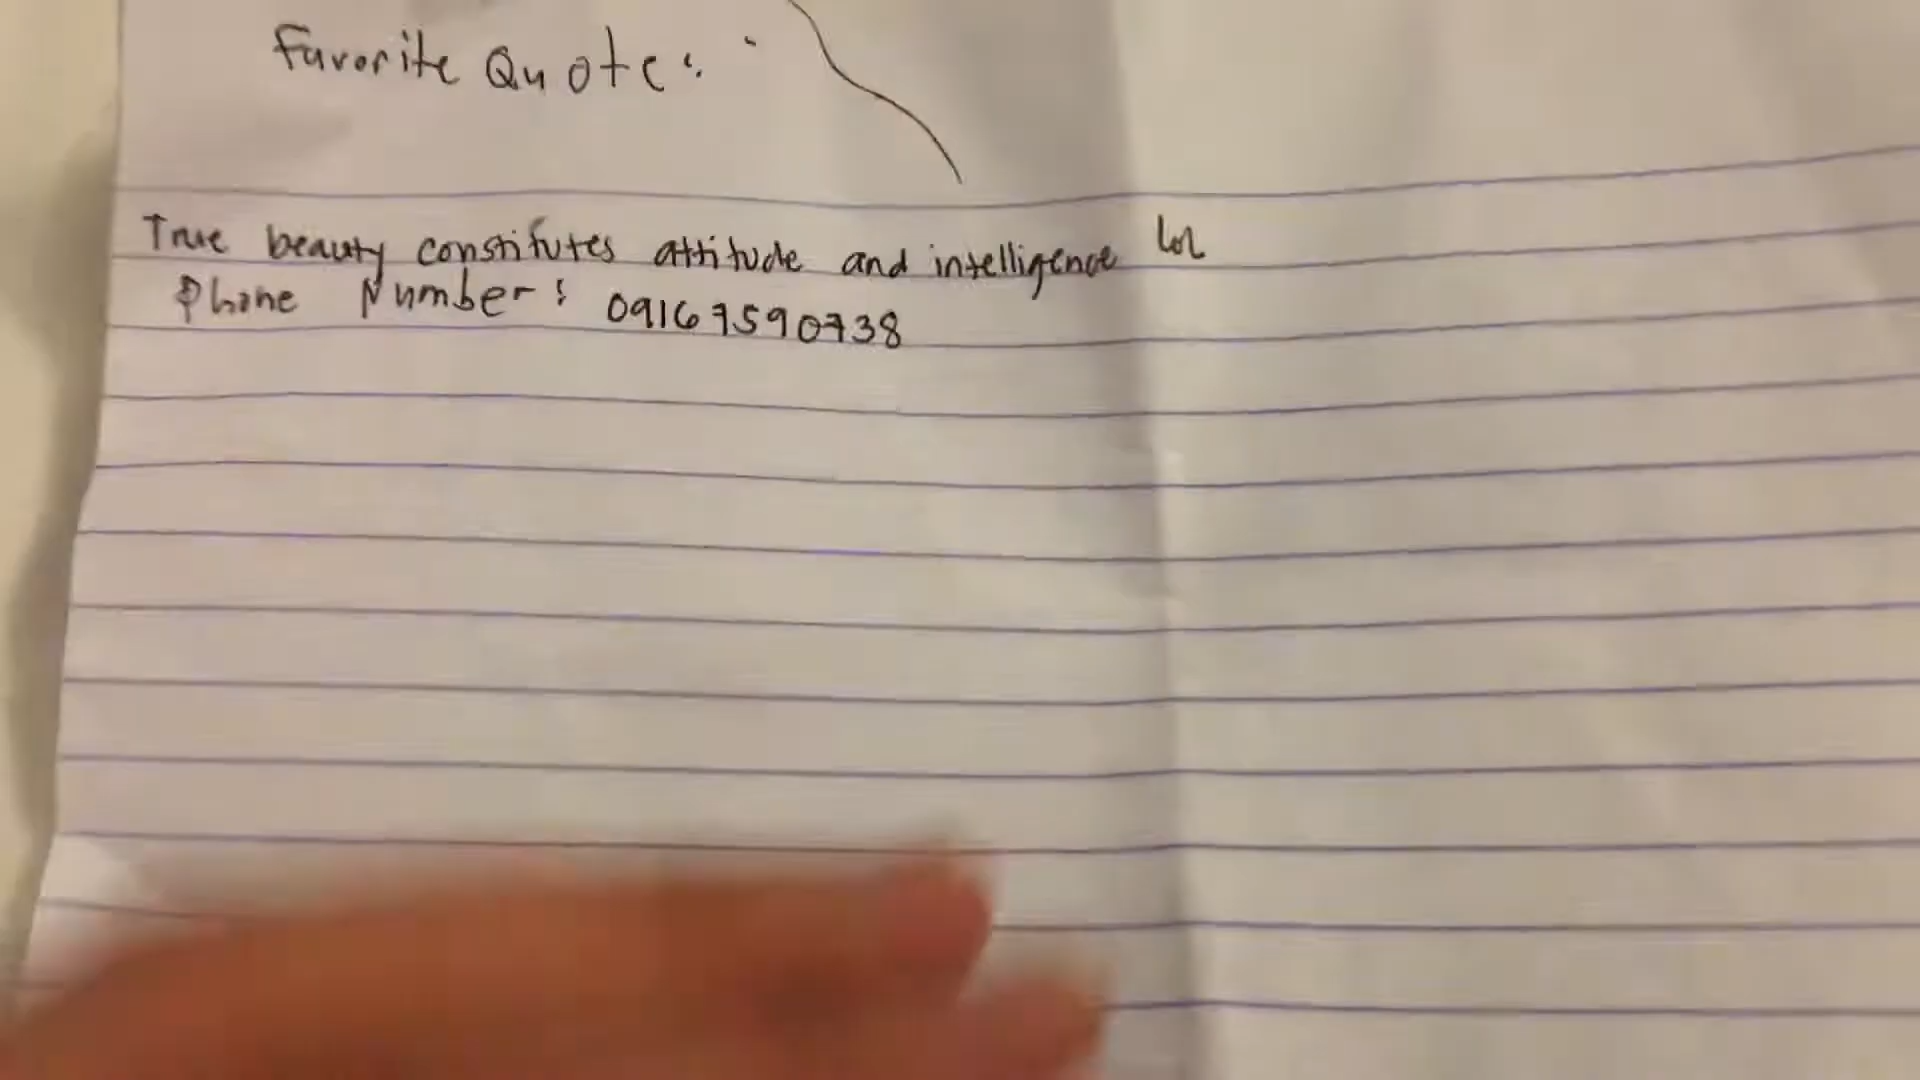 Favorite Quote:
True beauty constitutes attitude and intelligence lol
Phone Number: 09167590738